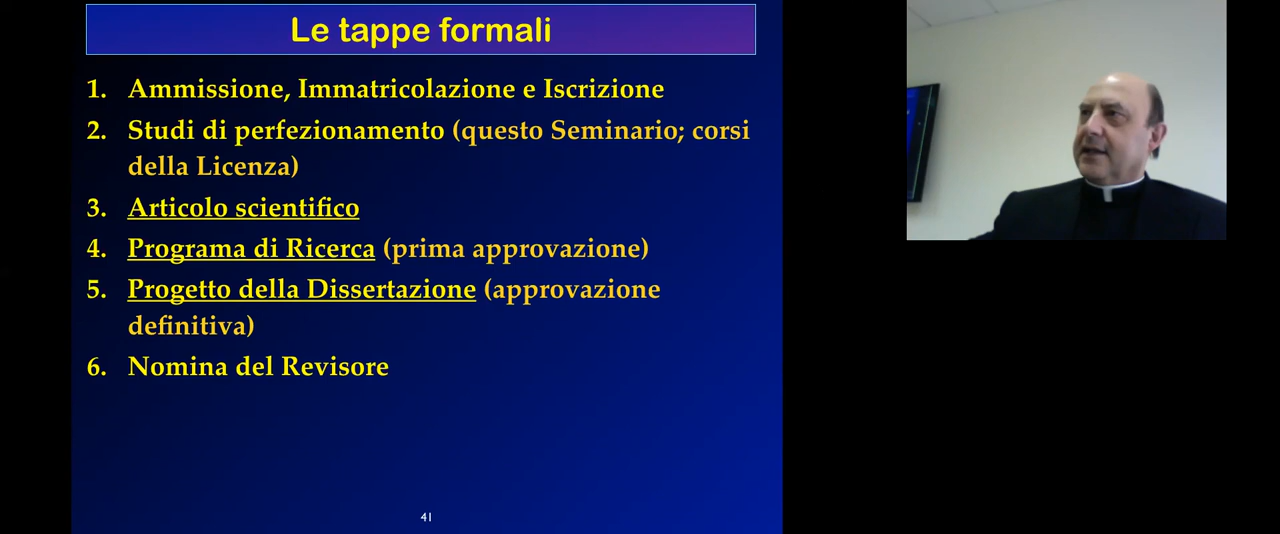 Le tappe formali
1. Ammissione, Immatricolazione e Iscrizione
2. Studi di perfezionamento (questo Seminario; corsi
della Licenza)
3. Articolo scientifico
4. Programa di Ricerca (prima approvazione)
5. Progetto della Dissertazione (approvazione
definitiva)
6. Nomina del Revisore
41